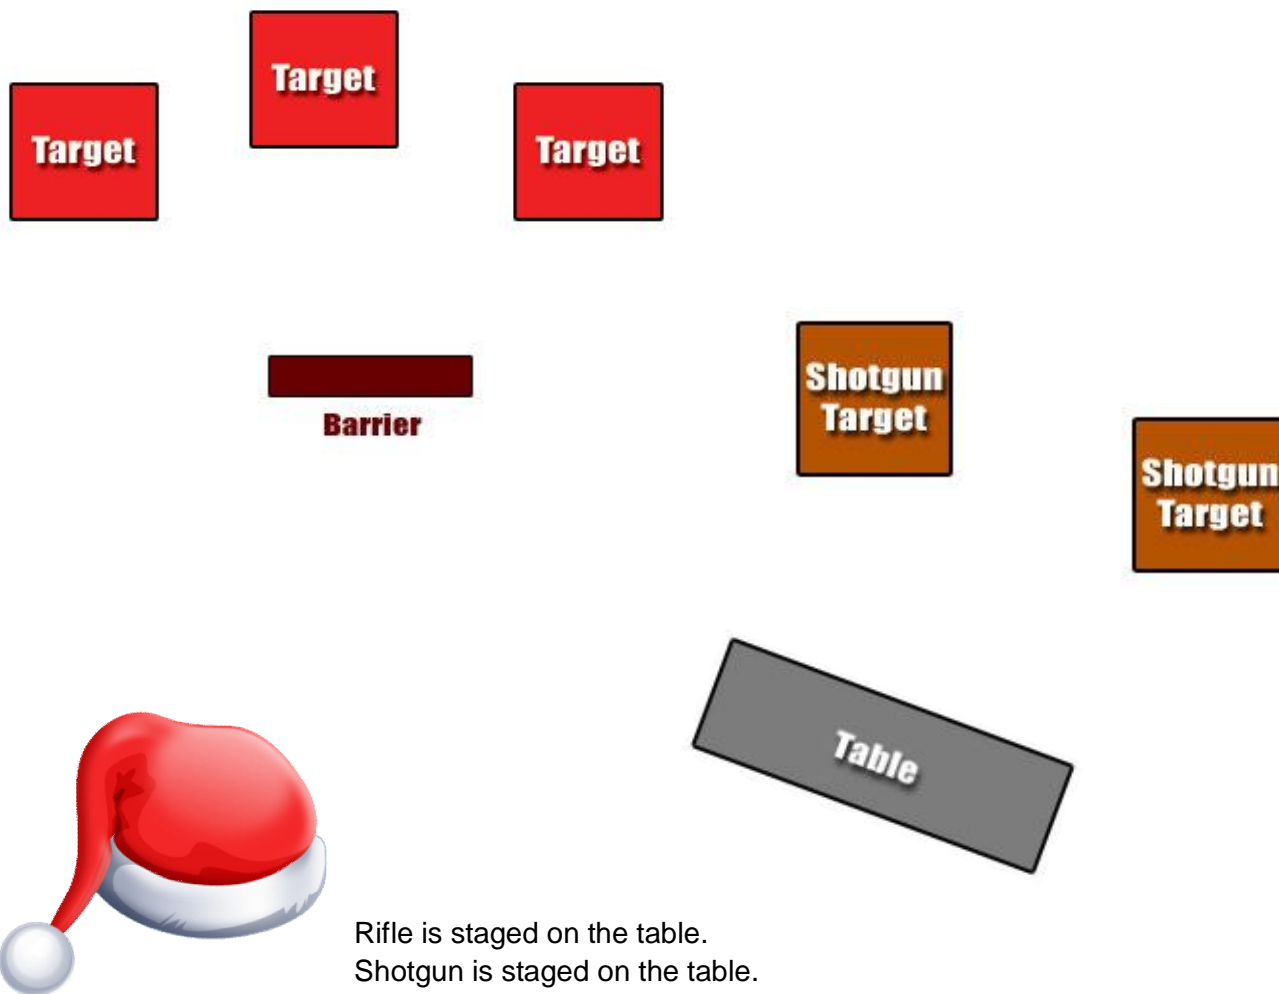 Target
Target
Target
Barrier
Shotgun
Target
Shotgun
Target
Table
Rifle is staged on the table.
Shotgun is staged on the table.